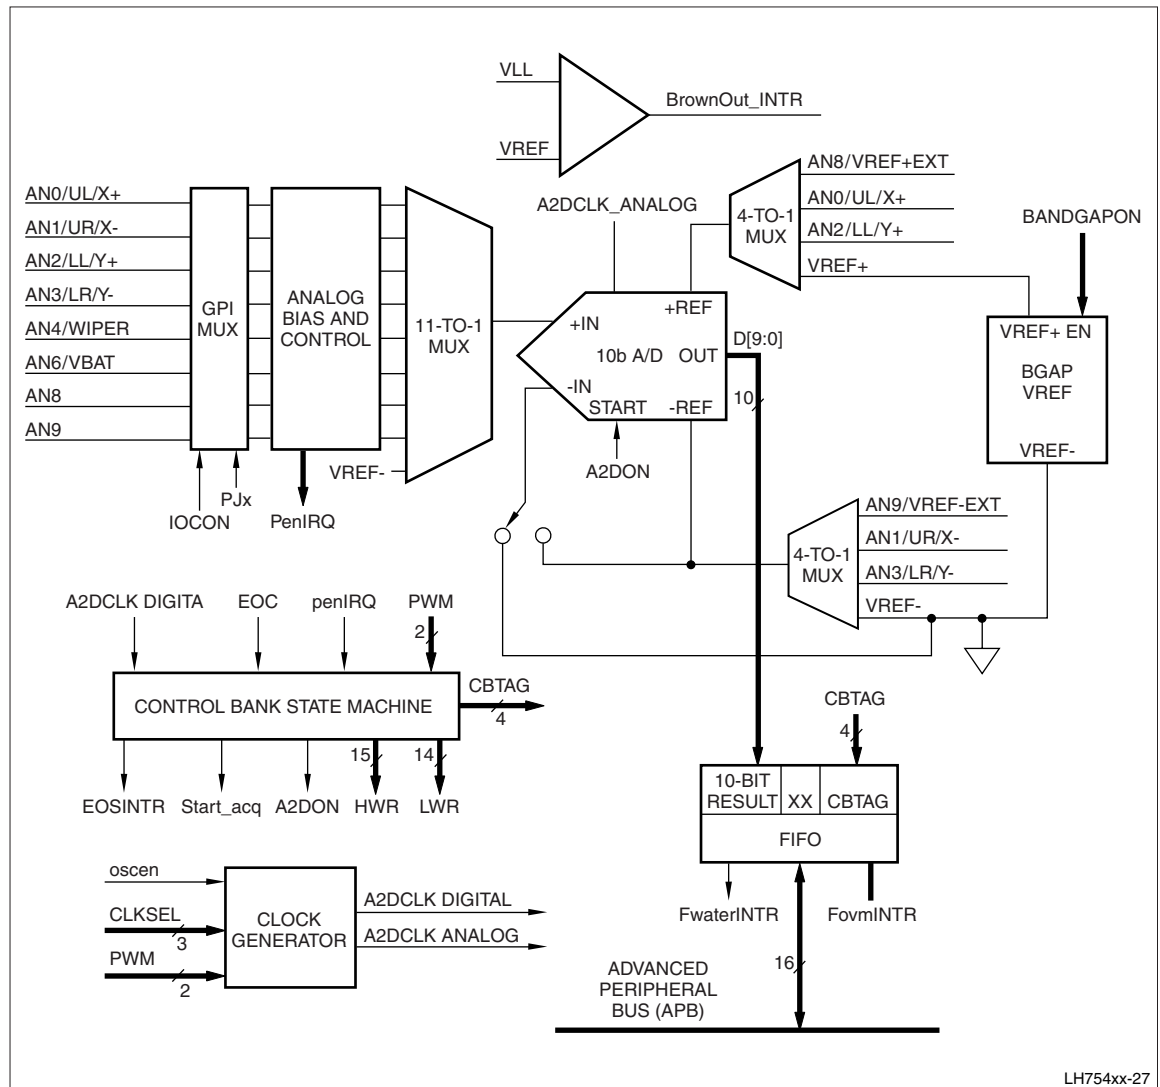 VLL
BrownOut_INTR
VREF
AN8/VREF+EXT
AN0/UL/X+
AN2/LL/Y+
VREF+
4-TO-1
MUX
BANDGAPON
A2DCLK_ANALOG
AN0/UL/X+
AN1/UR/X-
AN2/LL/Y+
AN3/LR/Y-
AN4/WIPER
AN6/VBAT
AN8
AN9
GPI
MUX
ANALOG
BIAS AND
CONTROL
11-TO-1
MUX
VREF-
IOCON
PJx
PenIRQ
+IN
+REF
10b A/D
OUT
-IN
START
-REF
A2DON
D[9:0]
10
VREF+ EN
BGAP
VREF
VREF-
AN9/VREF-EXT
AN1/UR/X-
AN3/LR/Y-
VREF-
4-TO-1
MUX
A2DCLK DIGITA
EOC
penIRQ
PWM
2
CONTROL BANK STATE MACHINE
CBTAG
4
15
14
EOSINTR
Start_acq
A2DON
HWR
LWR
CBTAG
4
10-BIT
RESULT
XX
CBTAG
FIFO
FwaterINTR
FovrnINTR
16
ADVANCED
PERIPHERAL
BUS (APB)
oscen
CLKSEL
3
PWM
2
CLOCK
GENERATOR
A2DCLK DIGITAL
A2DCLK ANALOG
LH754xx-27